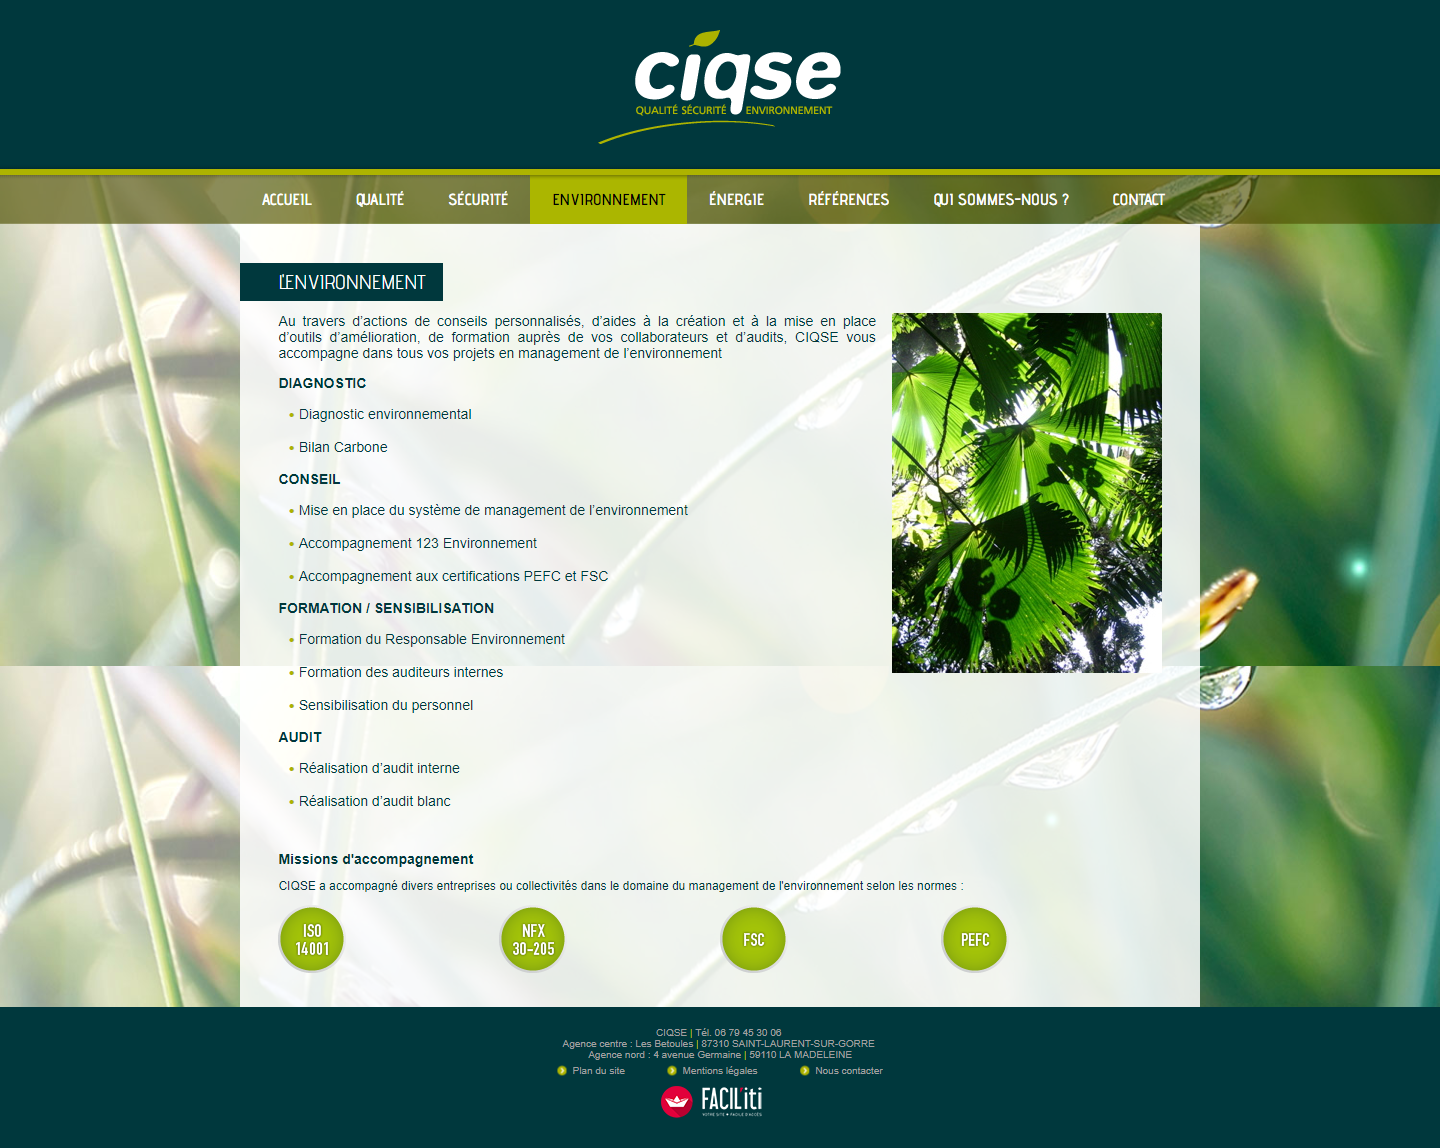 ciqse
QUALITÉ SÉCURITÉ ENVIRONNEMENT
ACCUEIL QUALITÉ SÉCURITÉ ENVIRONNEMENT ÉNERGIE RÉFÉRENCES QUI SOMMES-NOUS ? CONTACT
L'ENVIRONNEMENT
Au travers d’actions de conseils personnalisés, d’aides à la création et à la mise en place
d’outils d’amélioration, de formation auprès de vos collaborateurs et d’audits, CIQSE vous
accompagne dans tous vos projets en management de l’environnement
DIAGNOSTIC
• Diagnostic environnemental
• Bilan Carbone
CONSEIL
• Mise en place du système de management de l’environnement
• Accompagnement 123 Environnement
• Accompagnement aux certifications PEFC et FSC
FORMATION / SENSIBILISATION
• Formation du Responsable Environnement
• Formation des auditeurs internes
• Sensibilisation du personnel
AUDIT
• Réalisation d’audit interne
• Réalisation d’audit blanc
Missions d'accompagnement
CIQSE a accompagné divers entreprises ou collectivités dans le domaine du management de l'environnement selon les normes :
ISO
14001
NFX
30-205
FSC
PEFC
CIQSE | Tél. 06 79 45 30 06
Agence centre : Les Betoules | 87310 SAINT-LAURENT-SUR-GORRE
Agence nord : 4 avenue Germaine | 59110 LA MADELEINE
Plan du site Mentions légales Nous contacter
FACIL'iti
VOTRE SITE + FACILE D'ACCÈS